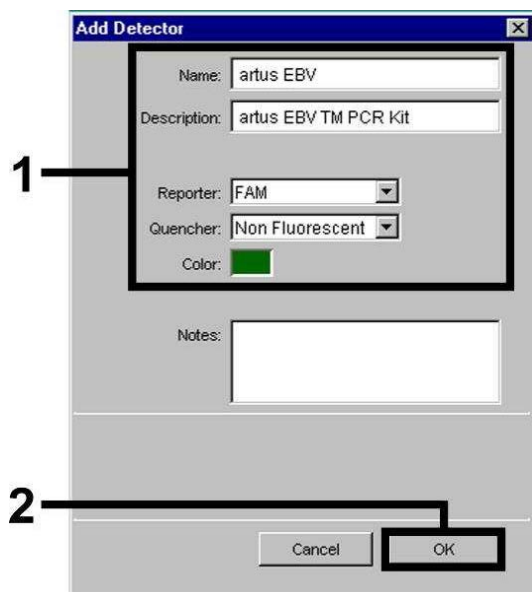 Add Detector
Name: artus EBV
Description: artus EBV TM PCR Kit
1
Reporter: FAM
Quencher: Non Fluorescent
Color:
Notes:
2
Cancel OK